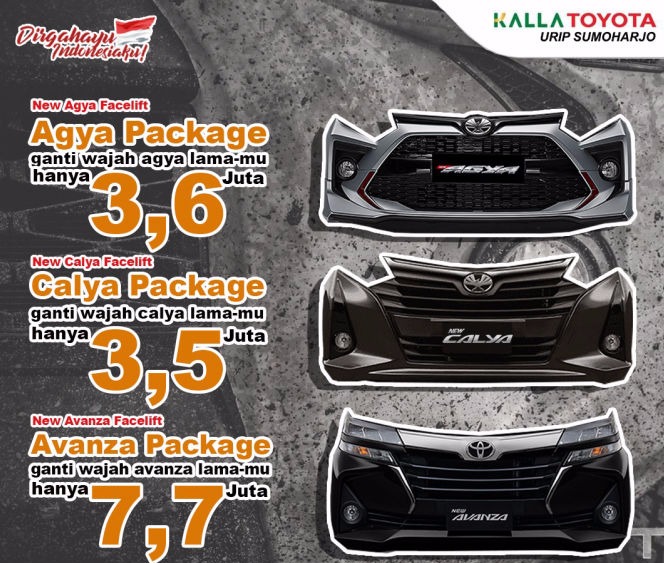 Dirgahayu
Indonesiaku!
KALLA TOYOTA
URIP SUMOHARJO
New Agya Facelift
Agya Package
ganti wajah agya lama-mu
hanya 3,6 Juta
AGYA
New Calya Facelift
Calya Package
ganti wajah calya lama-mu
hanya 3,5 Juta
NEW
CALYA
New Avanza Facelift
Avanza Package
ganti wajah avanza lama-mu
hanya 7,7 Juta
NEW
AVANZA